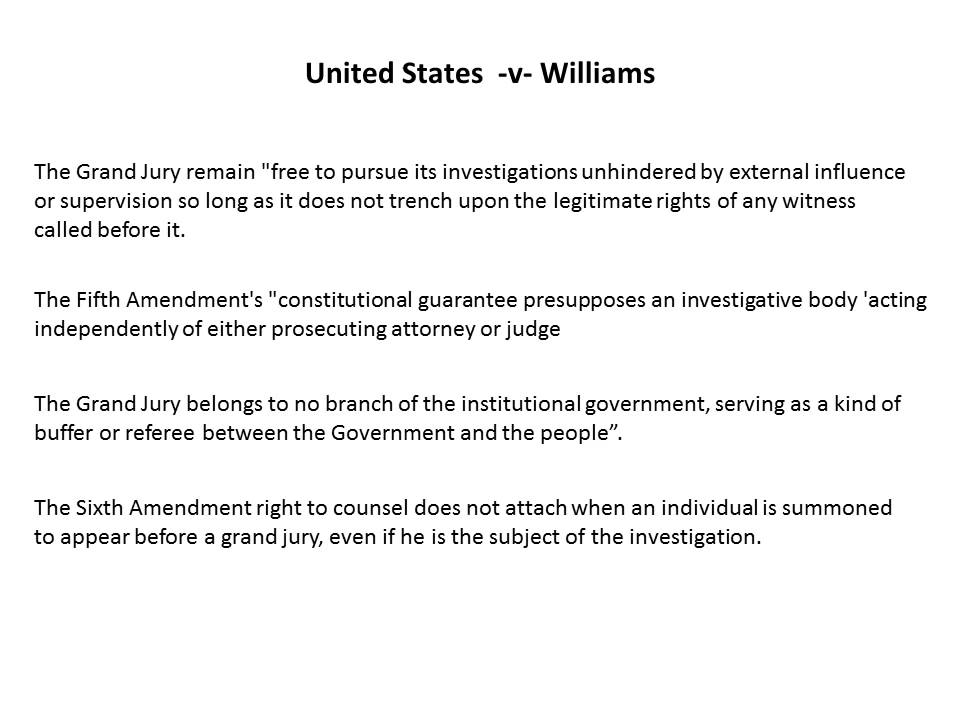 United States  -v- Williams
The Grand Jury remain "free to pursue its investigations unhindered by external influence
or supervision so long as it does not trench upon the legitimate rights of any witness
called before it.
The Fifth Amendment's "constitutional guarantee presupposes an investigative body 'acting
independently of either prosecuting attorney or judge
The Grand Jury belongs to no branch of the institutional government, serving as a kind of
buffer or referee between the Government and the people”.
The Sixth Amendment right to counsel does not attach when an individual is summoned
to appear before a grand jury, even if he is the subject of the investigation.